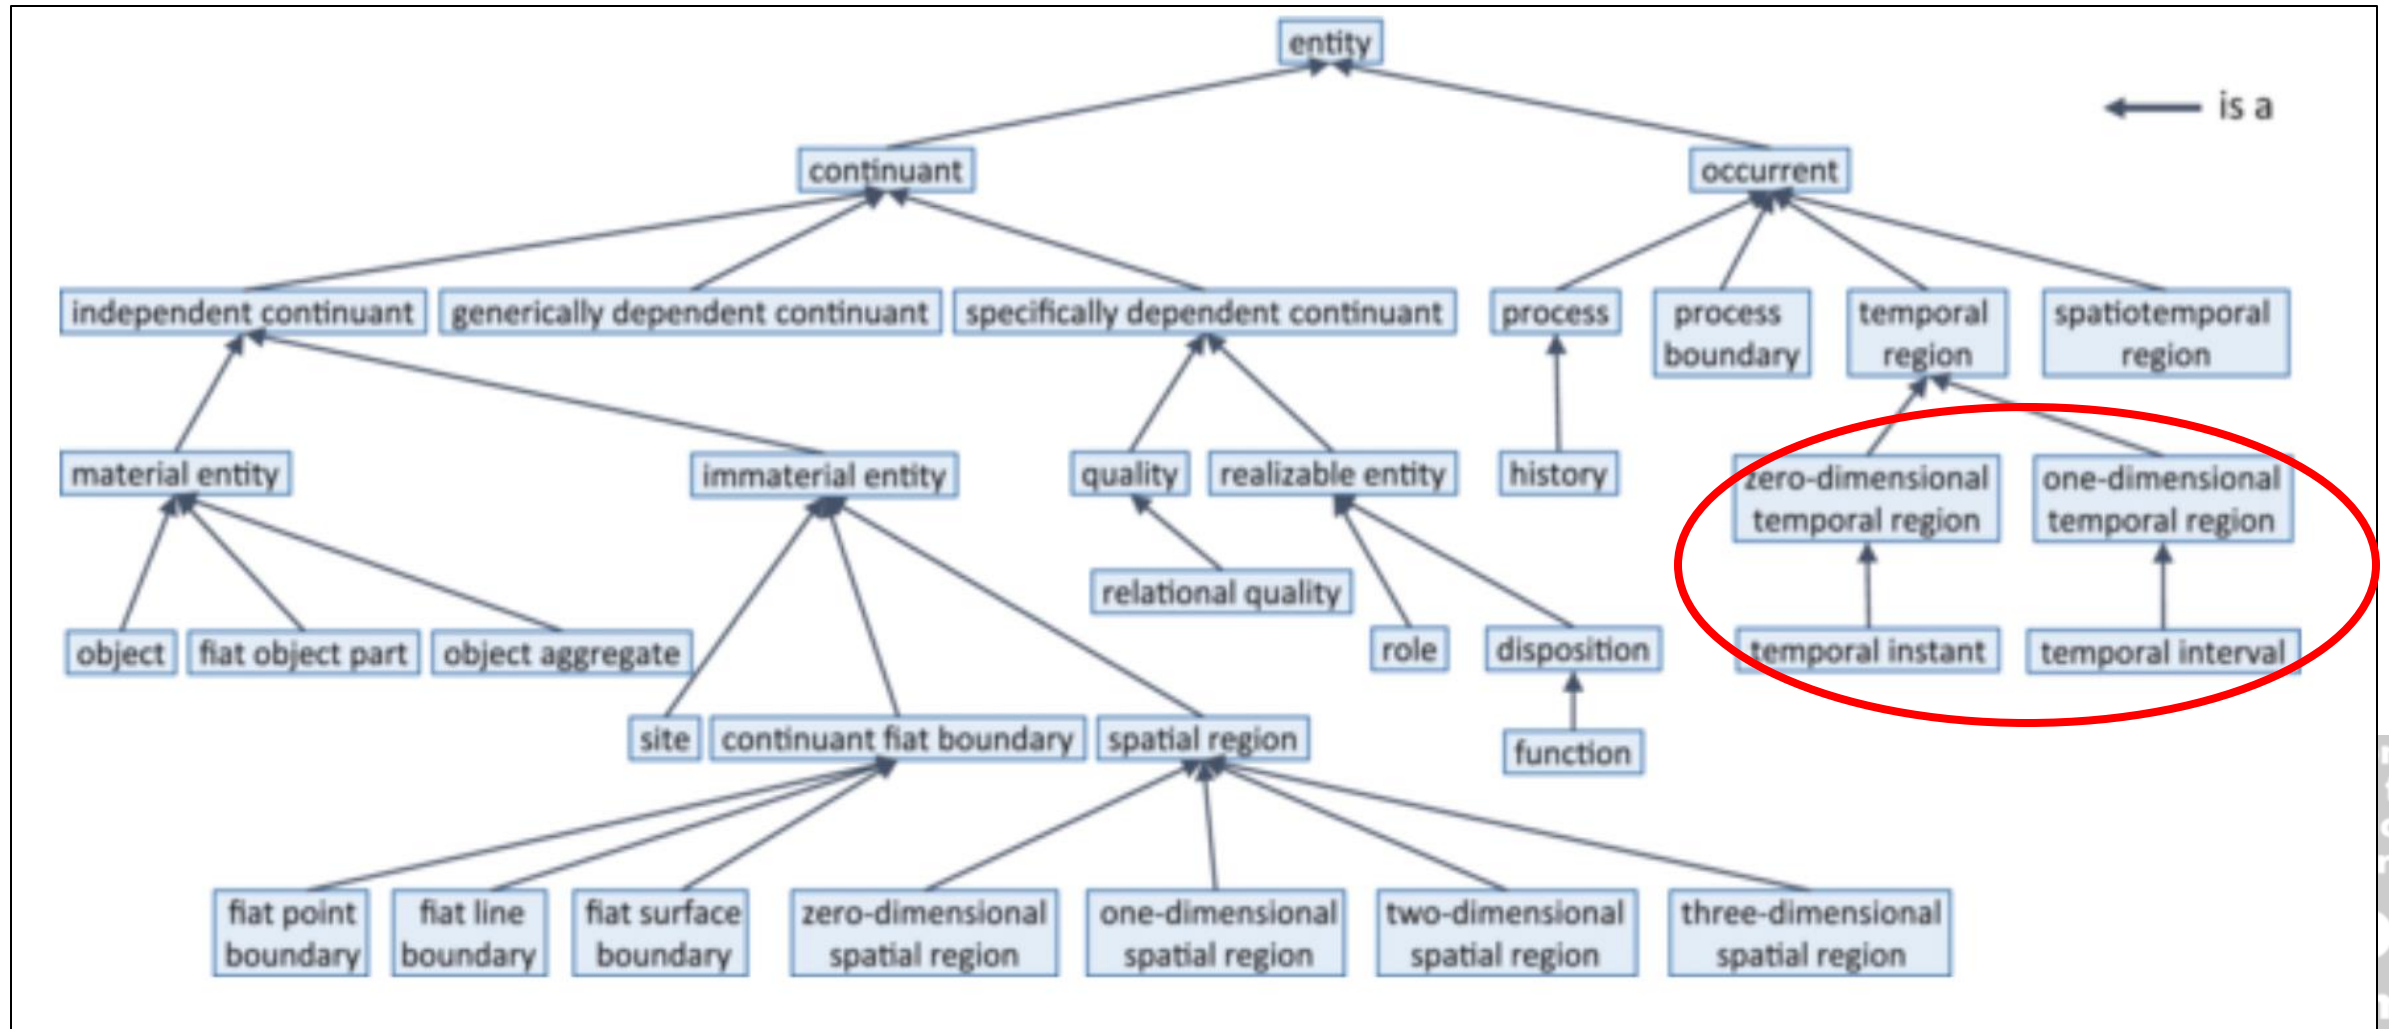 entity
is a
continuant
occurrent
independent continuant
generically dependent continuant
specifically dependent continuant
process
process
boundary
temporal
region
spatiotemporal
region
material entity
immaterial entity
quality
realizable entity
history
zero-dimensional
temporal region
one-dimensional
temporal region
relational quality
object
fiat object part
object aggregate
role
disposition
temporal instant
temporal interval
site
continuant fiat boundary
spatial region
function
fiat point
boundary
fiat line
boundary
fiat surface
boundary
zero-dimensional
spatial region
one-dimensional
spatial region
two-dimensional
spatial region
three-dimensional
spatial region